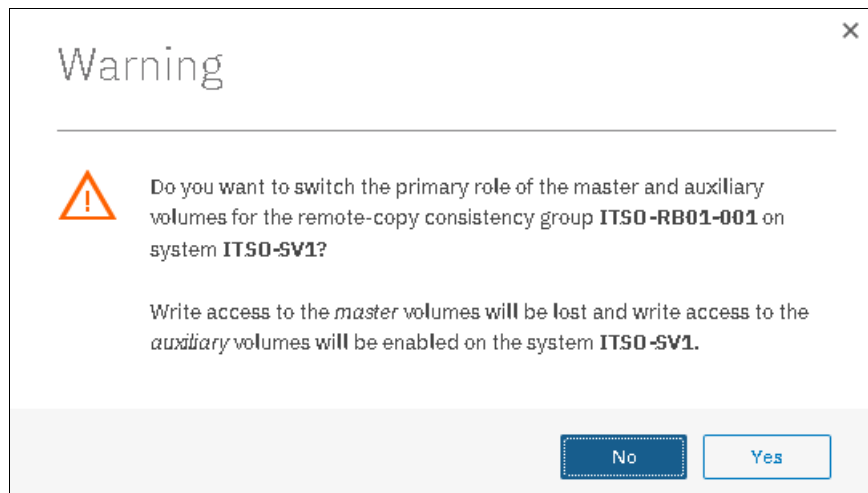 Warning
Do you want to switch the primary role of the master and auxiliary
volumes for the remote-copy consistency group ITSO-RB01-001 on
system ITSO-SV1?
Write access to the master volumes will be lost and write access to the
auxiliary volumes will be enabled on the system ITSO-SV1.
No
Yes